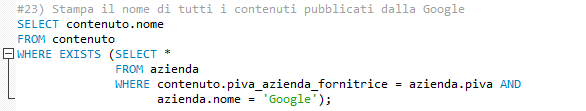 #23) Stampa il nome di tutti i contenuti pubblicati dalla Google
SELECT contenuto.nome
FROM contenuto
WHERE EXISTS (SELECT *
FROM azienda
WHERE contenuto.piva_azienda_fornitrice = azienda.piva AND
azienda.nome = 'Google');